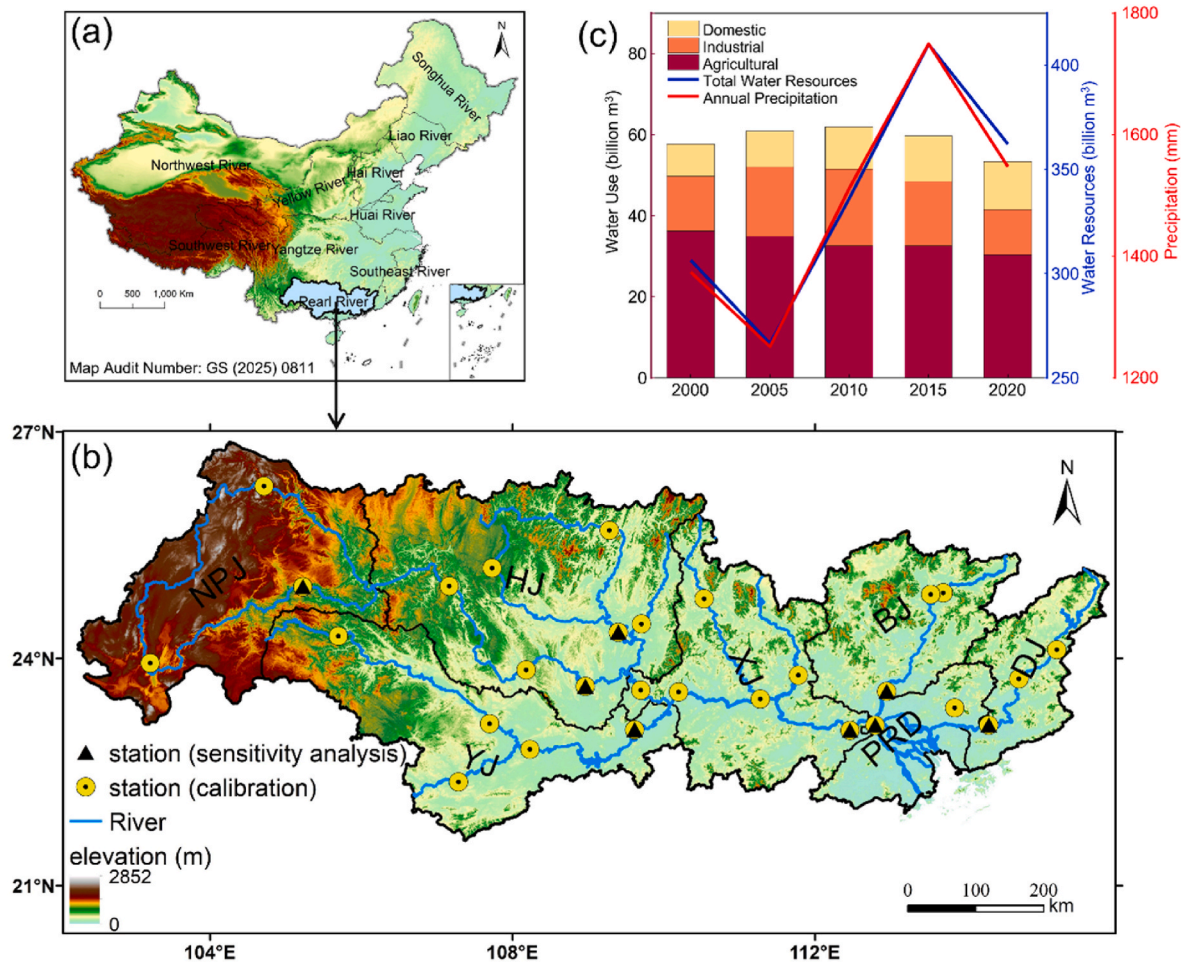 (a)
N
Songhua River
Liao River
Northwest River
Hai River
Yellow River
Huai River
Southwest River
Yangtze River
Southeast River
Pearl River
0 500 1,000 Km
Map Audit Number: GS (2025) 0811
(c)
Domestic
Industrial
Agricultural
Total Water Resources
Annual Precipitation
Water Use (billion m³)
80
60
40
20
0
2000 2005 2010 2015 2020
400
350
300
250
Water Resources (billion m³)
1800
1600
1400
1200
Precipitation (mm)
(b)
N
27°N
24°N
21°N
NPJ
HJ
XJ
BJ
DJ
PRD
YJ
station (sensitivity analysis)
station (calibration)
River
elevation (m)
2852
0
0 100 200
km
104°E 108°E 112°E